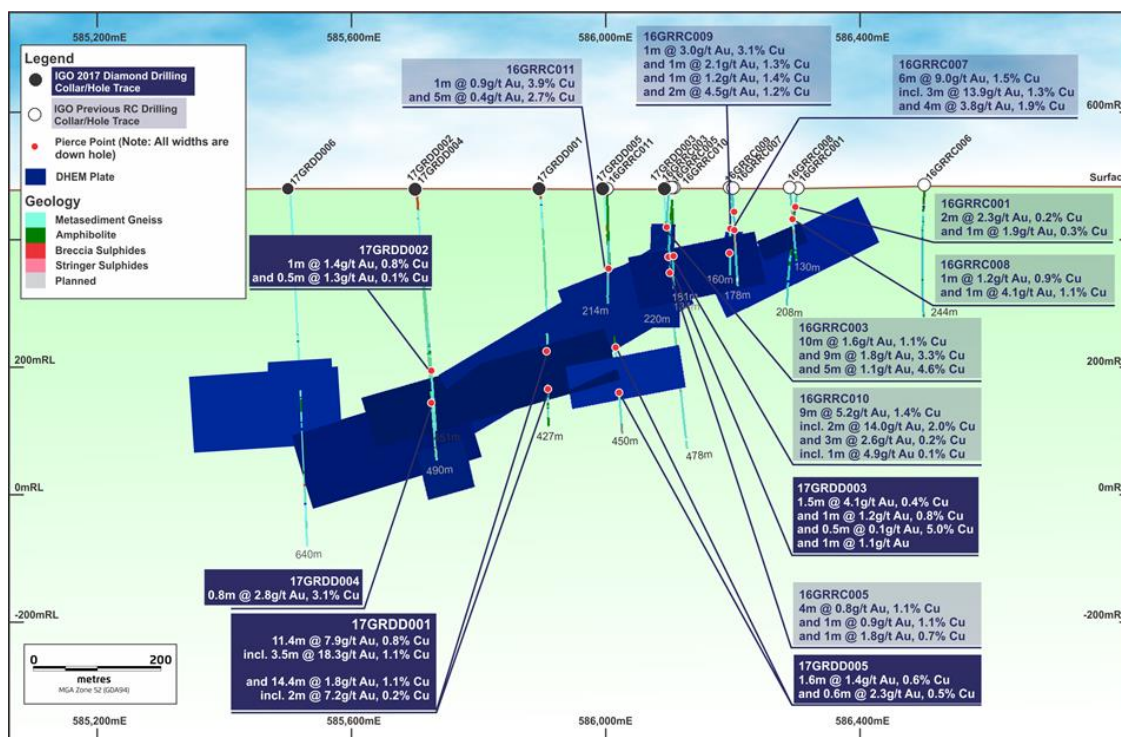 585,200mE
585,600mE
586,000mE
586,400mE
Legend
IGO 2017 Diamond Drilling
Collar/Hole Trace
IGO Previous RC Drilling
Collar/Hole Trace
Pierce Point (Note: All widths are
down hole)
DHEM Plate
Geology
Metasediment Gneiss
Amphibolite
Breccia Sulphides
Stringer Sulphides
Planned
16GRRC011
1m @ 0.9g/t Au, 3.9% Cu
and 5m @ 0.4g/t Au, 2.7% Cu
16GRRC009
1m @ 3.0g/t Au, 3.1% Cu
and 1m @ 2.1g/t Au, 1.3% Cu
and 1m @ 1.2g/t Au, 1.4% Cu
and 2m @ 4.5g/t Au, 1.2% Cu
16GRRC007
6m @ 9.0g/t Au, 1.5% Cu
incl. 3m @ 13.9g/t Au, 1.3% Cu
and 4m @ 3.8g/t Au, 1.9% Cu
600mRL
17GRDD006
17GRDD002
17GRDD004
17GRDD001
17GRDD005
16GRRC011
17GRDD003
16GRRC003
16GRRC005
16GRRC010
16GRRC009
16GRRC007
16GRRC008
16GRRC001
16GRRC006
Surface
16GRRC001
2m @ 2.3g/t Au, 0.2% Cu
and 1m @ 1.9g/t Au, 0.3% Cu
17GRDD002
1m @ 1.4g/t Au, 0.8% Cu
and 0.5m @ 1.3g/t Au, 0.1% Cu
16GRRC008
1m @ 1.2g/t Au, 0.9% Cu
and 1m @ 4.1g/t Au, 1.1% Cu
130m
160m
178m
181m
214m
220m
208m
244m
16GRRC003
10m @ 1.6g/t Au, 1.1% Cu
and 9m @ 1.8g/t Au, 3.3% Cu
and 5m @ 1.1g/t Au, 4.6% Cu
200mRL
200mRL
16GRRC010
9m @ 5.2g/t Au, 1.4% Cu
incl. 2m @ 14.0g/t Au, 2.0% Cu
and 3m @ 2.6g/t Au, 0.2% Cu
incl. 1m @ 4.9g/t Au 0.1% Cu
427m
450m
478m
490m
640m
0mRL
0mRL
17GRDD003
1.5m @ 4.1g/t Au, 0.4% Cu
and 1m @ 1.2g/t Au, 0.8% Cu
and 0.5m @ 0.1g/t Au, 5.0% Cu
and 1m @ 1.1g/t Au
17GRDD004
0.8m @ 2.8g/t Au, 3.1% Cu
16GRRC005
4m @ 0.8g/t Au, 1.1% Cu
and 1m @ 0.9g/t Au, 1.1% Cu
and 1m @ 1.8g/t Au, 0.7% Cu
-200mRL
-200mRL
17GRDD001
11.4m @ 7.9g/t Au, 0.8% Cu
incl. 3.5m @ 18.3g/t Au, 1.1% Cu
and 14.4m @ 1.8g/t Au, 1.1% Cu
incl. 2m @ 7.2g/t Au, 0.2% Cu
17GRDD005
1.6m @ 1.4g/t Au, 0.6% Cu
and 0.6m @ 2.3g/t Au, 0.5% Cu
0 200
metres
MGA Zone 52 (GDA94)
585,200mE
585,600mE
586,000mE
586,400mE